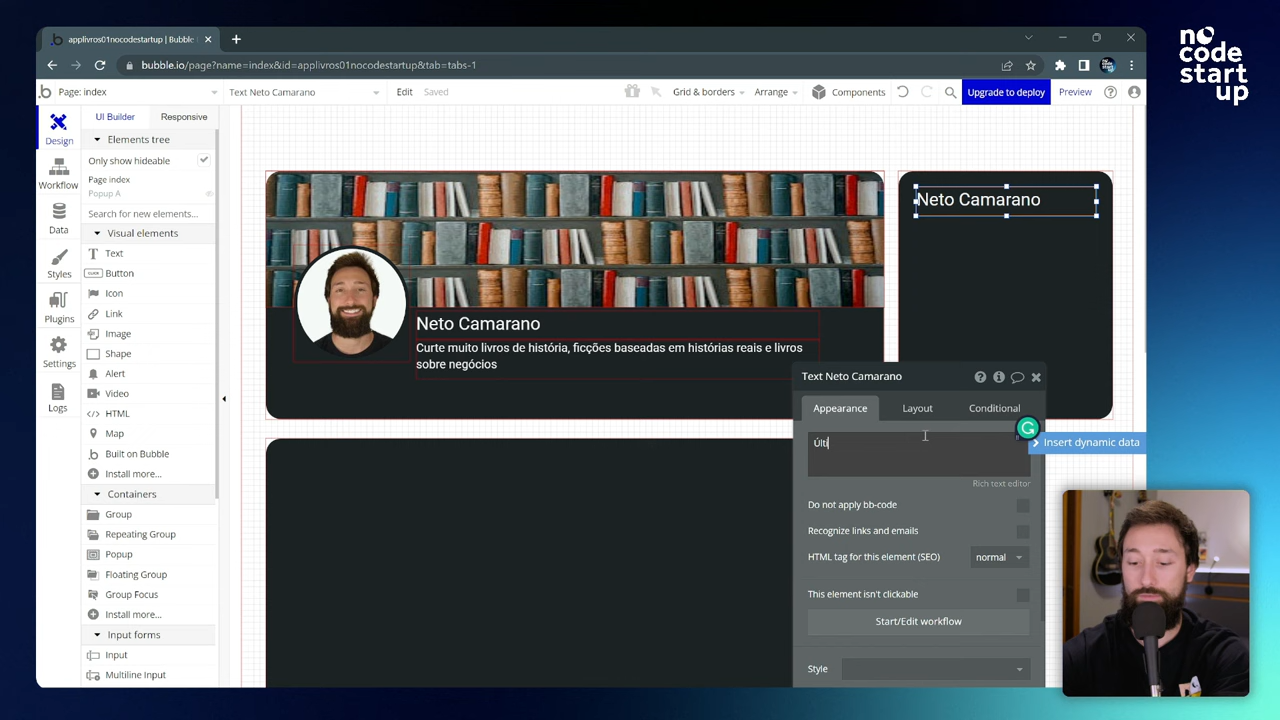 no
code
start
up
applivros01nocodestartup | Bubble
bubble.io/page?name=index&id=applivros01nocodestartup&tab=tabs-1
Page: index
Text Neto Camarano
Edit
Saved
Grid & borders
Arrange
Components
Upgrade to deploy
Preview
Design
Workflow
Data
Styles
Plugins
Settings
Logs
UI Builder
Responsive
Elements tree
Only show hideable
Page index
Popup A
Search for new elements...
Visual elements
Text
Button
Icon
Link
Image
Shape
Alert
Video
HTML
Map
Built on Bubble
Install more...
Containers
Group
Repeating Group
Popup
Floating Group
Group Focus
Install more...
Input forms
Input
Multiline Input
Neto Camarano
Curte muito livros de história, ficções baseadas em histórias reais e livros
sobre negócios
Neto Camarano
Text Neto Camarano
Appearance
Layout
Conditional
Últi
Insert dynamic data
Rich text editor
Do not apply bb-code
Recognize links and emails
HTML tag for this element (SEO)
normal
This element isn't clickable
Start/Edit workflow
Style